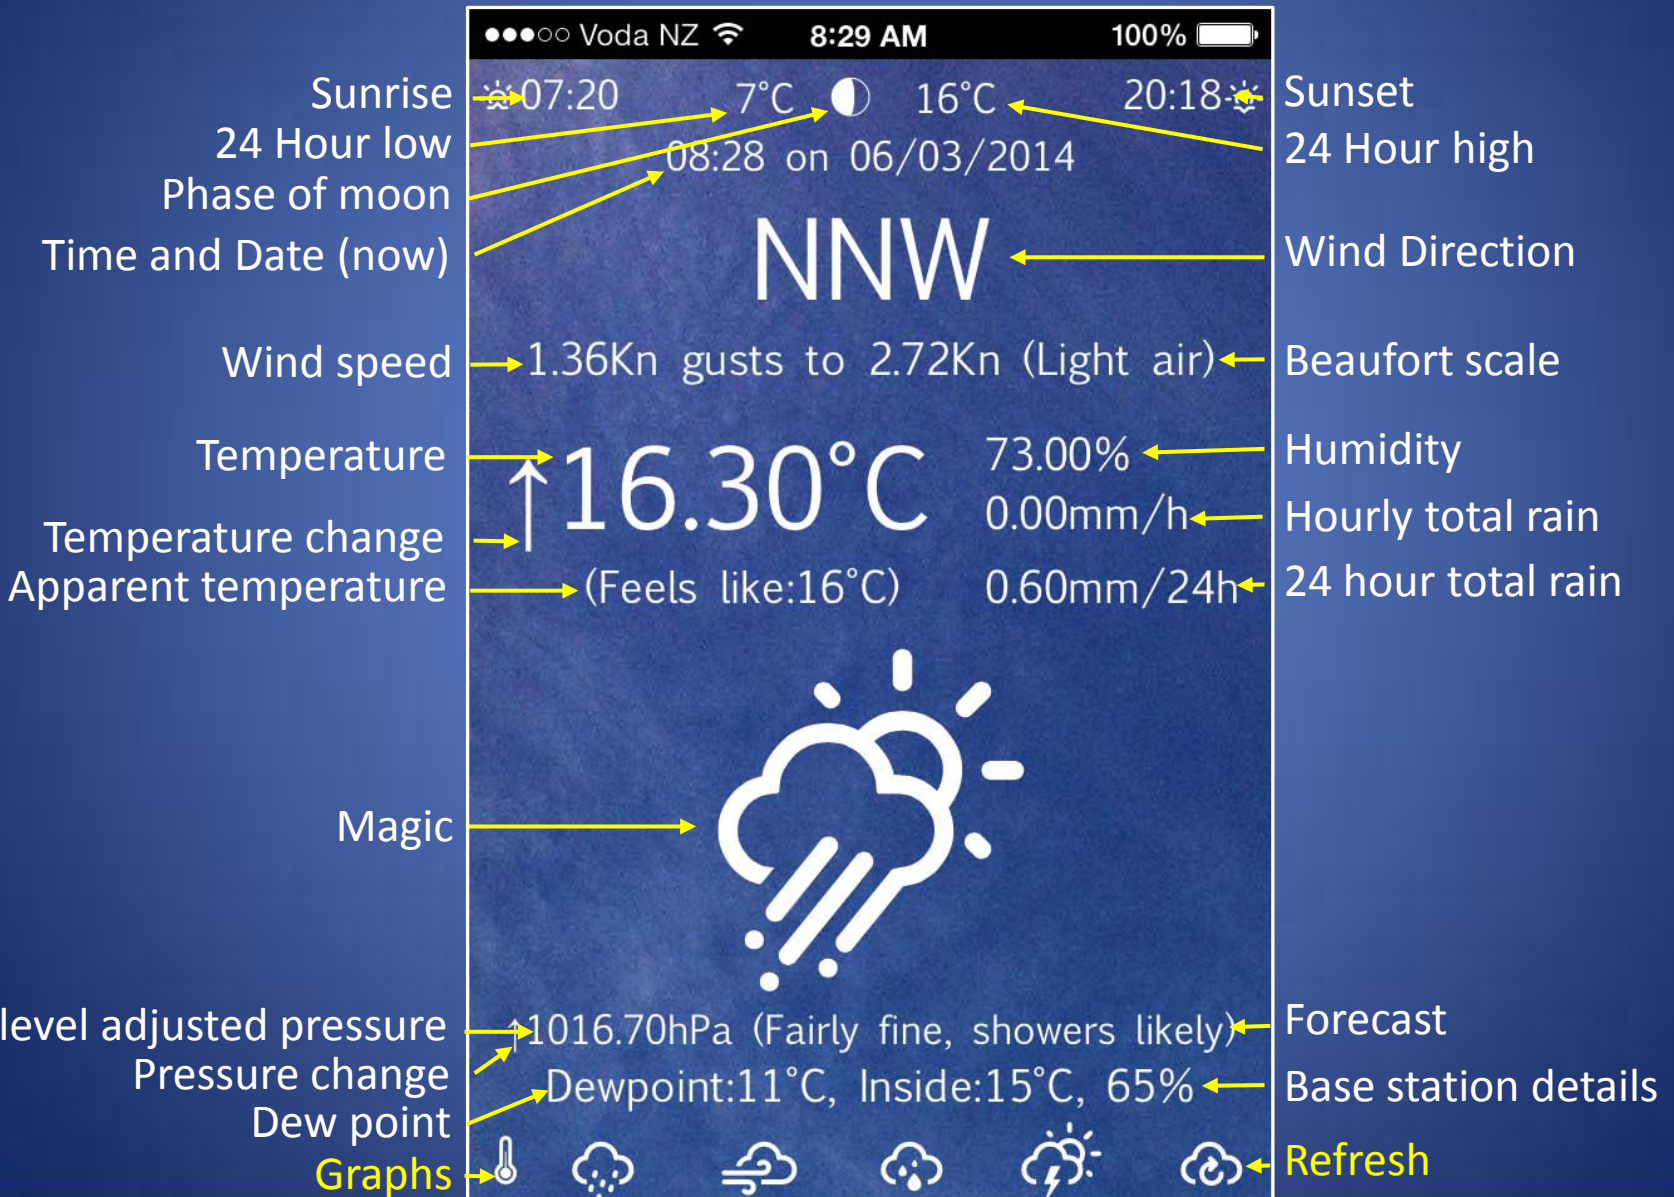 Voda NZ 8:29 AM 100%
Sunrise 07:20 7°C 16°C 20:18 Sunset
24 Hour low 24 Hour high
08:28 on 06/03/2014
Phase of moon
Time and Date (now) NNW Wind Direction
Wind speed 1.36Kn gusts to 2.72Kn (Light air) Beaufort scale
Temperature ↑16.30°C 73.00% Humidity
Temperature change 0.00mm/h Hourly total rain
Apparent temperature (Feels like:16°C) 0.60mm/24h 24 hour total rain
Magic
level adjusted pressure ↑1016.70hPa (Fairly fine, showers likely) Forecast
Pressure change Dewpoint:11°C, Inside:15°C, 65% Base station details
Dew point
Graphs Refresh